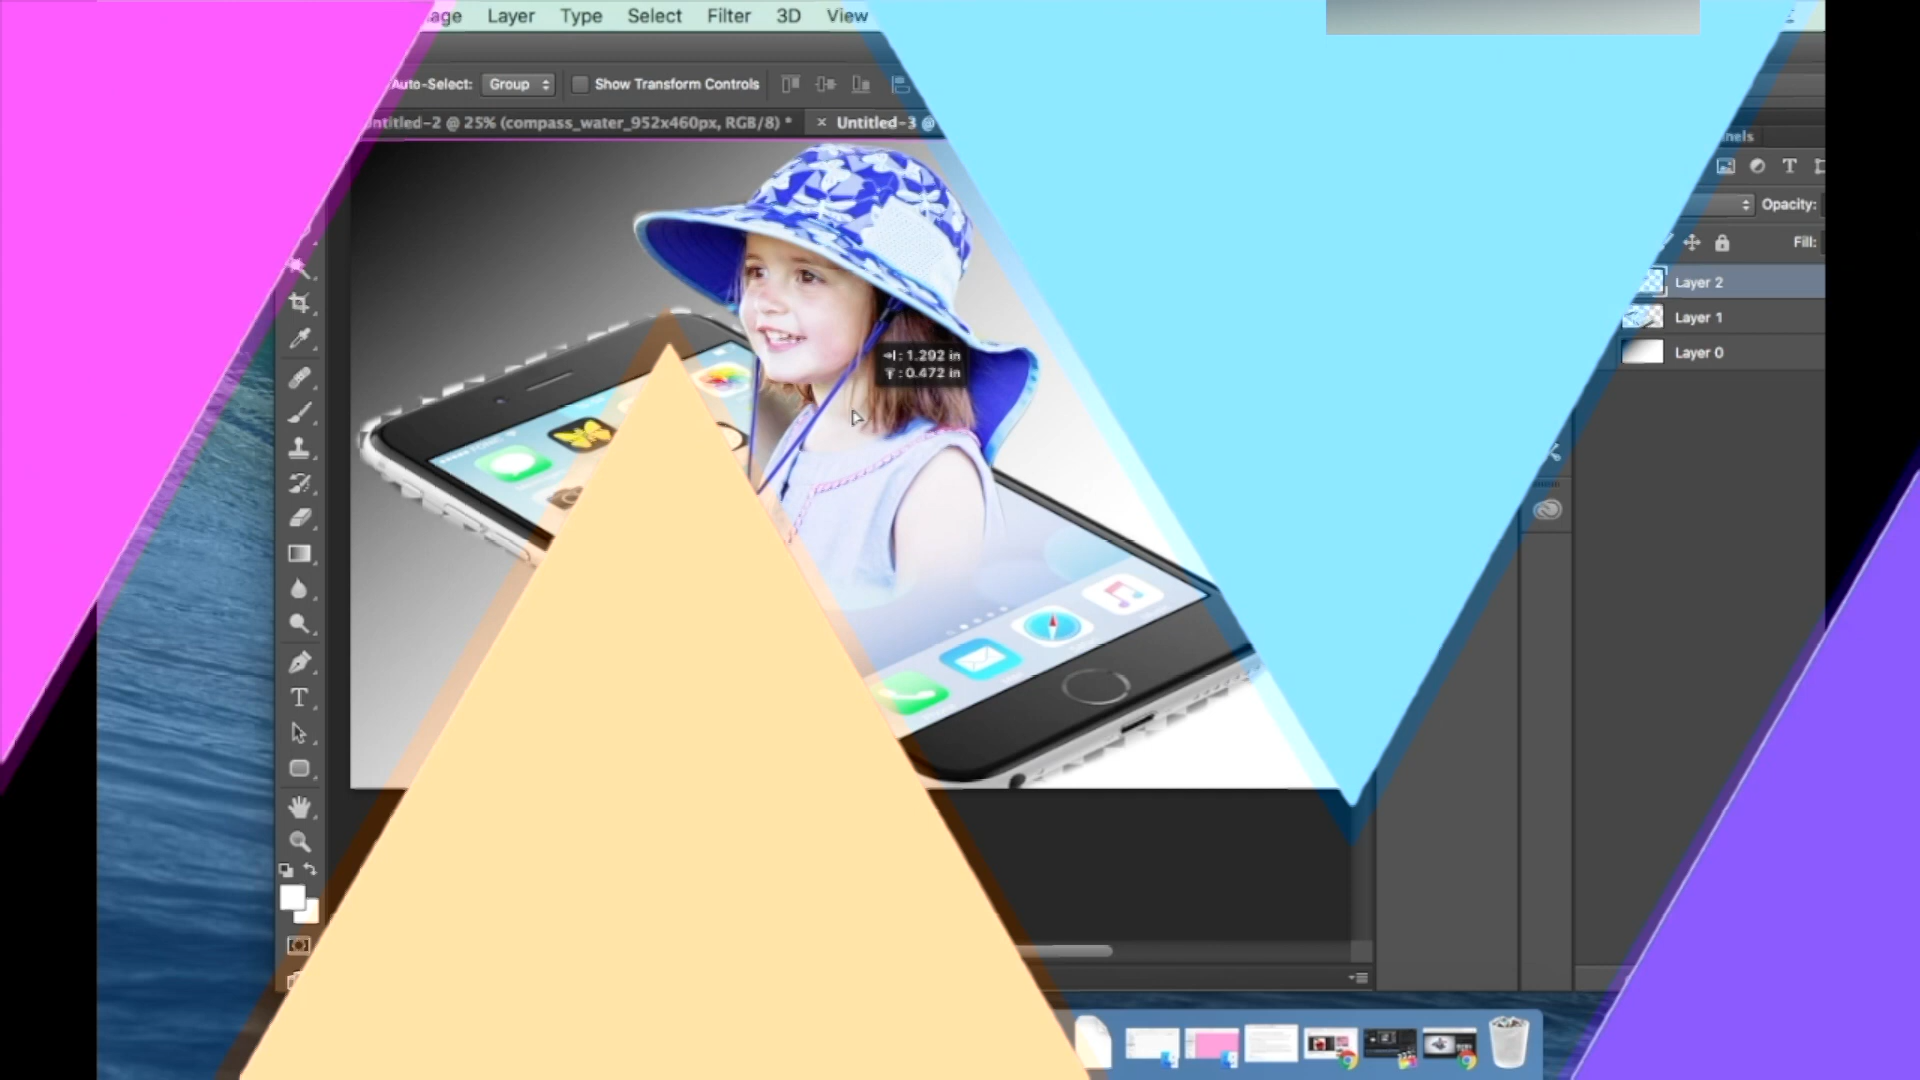 age Layer Type Select Filter 3D View
Auto-Select: Group Show Transform Controls
ntitled-2 @ 25% (compass_water_952x460px, RGB/8) * × Untitled-3 @
nels
Opacity:
Fill:
Layer 2
Layer 1
Layer 0
: 1.292 in
: 0.472 in